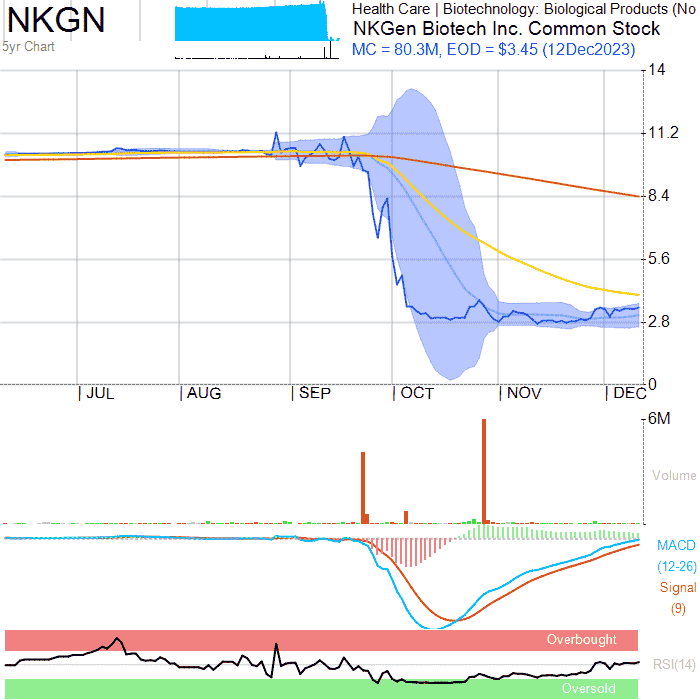 NKGN
5yr Chart
Health Care | Biotechnology: Biological Products (No
NKGen Biotech Inc. Common Stock
MC = 80.3M, EOD = $3.45 (12Dec2023)
14
11.2
8.4
5.6
2.8
0
| JUL | AUG | SEP | OCT | NOV | DEC
6M
Volume
MACD
(12-26)
Signal
(9)
Overbought
RSI(14)
Oversold